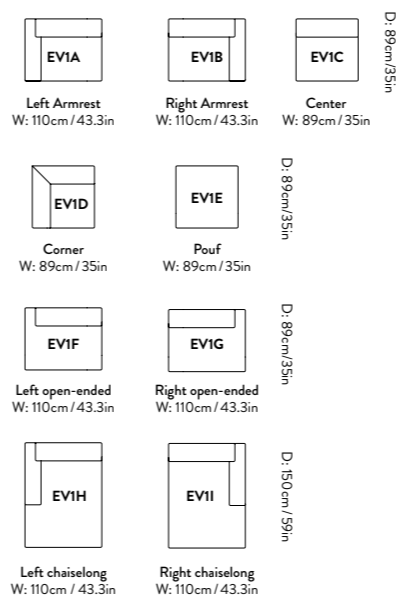 EV1A
EV1B
EV1C
D: 89cm/35in
Left Armrest
W: 110cm / 43.3in
Right Armrest
W: 110cm / 43.3in
Center
W: 89cm / 35in
EV1D
EV1E
D: 89cm/35in
Corner
W: 89cm / 35in
Pouf
W: 89cm / 35in
EV1F
EV1G
D: 89cm/35in
Left open-ended
W: 110cm / 43.3in
Right open-ended
W: 110cm / 43.3in
EV1H
EV1I
D: 150cm / 59in
Left chaiselong
W: 110cm / 43.3in
Right chaiselong
W: 110cm / 43.3in